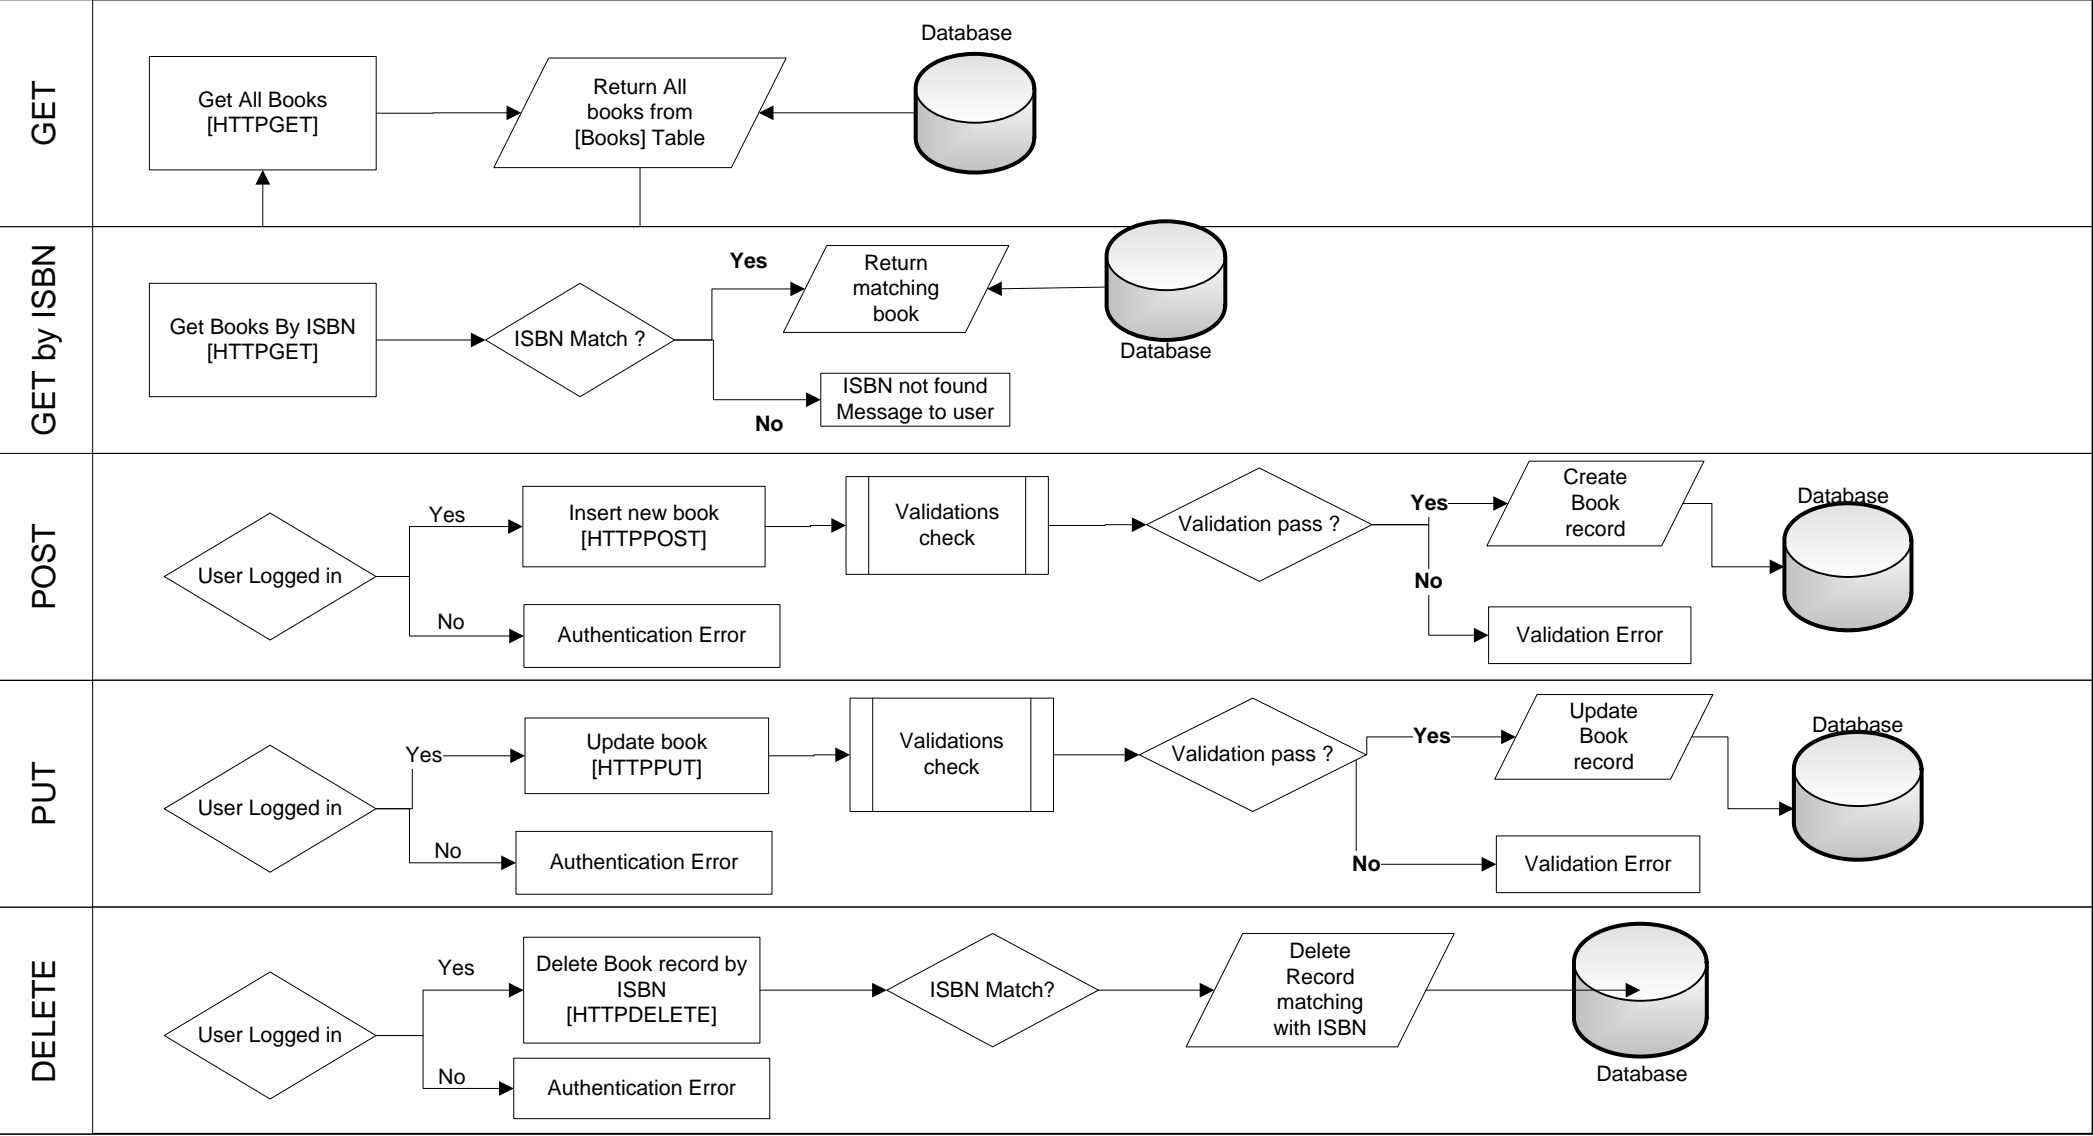 GET
Get All Books
[HTTPGET]
Return All
books from
[Books] Table
Database
GET by ISBN
Get Books By ISBN
[HTTPGET]
ISBN Match ?
Yes
Return
matching
book
Database
No
ISBN not found
Message to user
POST
User Logged in
Yes
Insert new book
[HTTPPOST]
No
Authentication Error
Validations
check
Validation pass ?
Yes
Create
Book
record
Database
No
Validation Error
PUT
User Logged in
Yes
Update book
[HTTPPUT]
No
Authentication Error
Validations
check
Validation pass ?
Yes
Update
Book
record
Database
No
Validation Error
DELETE
User Logged in
Yes
Delete Book record by
ISBN
[HTTPDELETE]
No
Authentication Error
ISBN Match?
Delete
Record
matching
with ISBN
Database